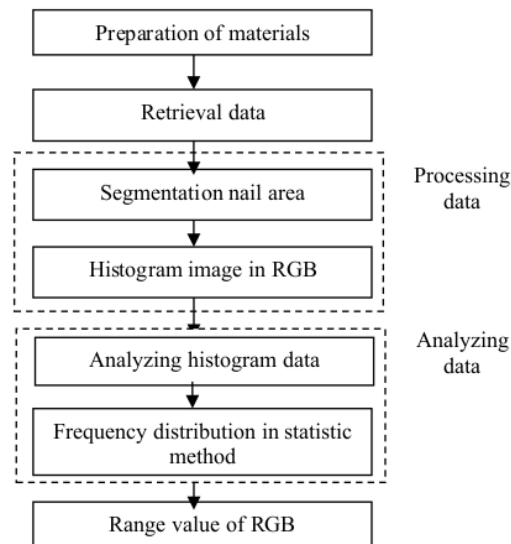 Preparation of materials
Retrieval data
Segmentation nail area
Processing
data
Histogram image in RGB
Analyzing histogram data
Analyzing
data
Frequency distribution in statistic
method
Range value of RGB